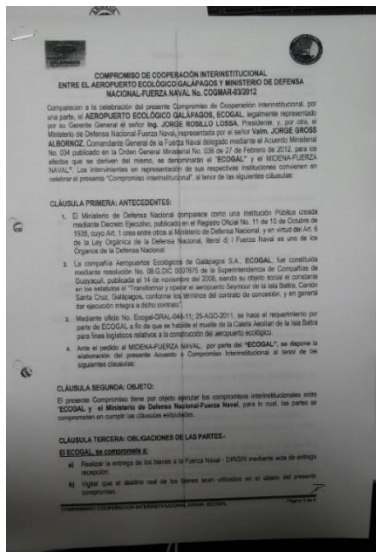 GALÁPAGOS
COMPROMISO DE COOPERACIÓN INTERINSTITUCIONAL
ENTRE EL AEROPUERTO ECOLÓGICO GALÁPAGOS Y MINISTERIO DE DEFENSA
NACIONAL-FUERZA NAVAL No. COGMAR-03/2012
Comparecen a la celebración del presente Compromiso de Cooperación Interinstitucional, por
una parte, el AEROPUERTO ECOLÓGICO GALÁPAGOS, ECOGAL, legalmente representado
por su Gerente General el señor Ing. JORGE ROSILLO LOSSA, Presidente, y, por otra, el
Ministerio de Defensa Nacional-Fuerza Naval, representada por el señor Valm. JORGE GROSS
ALBORNOZ, Comandante General de la Fuerza Naval delegado mediante el Acuerdo Ministerial
No. 034 publicado en la Orden General Ministerial No. 036 de 27 de Febrero de 2012, para los
efectos que se deriven del mismo, se denominarán el "ECOGAL" y el MIDENA-FUERZA
NAVAL". Los intervinientes en representación de sus respectivas instituciones convienen en
celebrar el presente "Compromiso interinstitucional", al tenor de las siguientes cláusulas:
CLÁUSULA PRIMERA: ANTECEDENTES:
1. El Ministerio de Defensa Nacional comparece como una Institución Pública creada
mediante Decreto Ejecutivo, publicado en el Registro Oficial No. 11 de 10 de Octubre de
1935, cuyo Art. 1 crea entre otros al Ministerio de Defensa Nacional, y en virtud del Art. 6
de la Ley Orgánica de la Defensa Nacional, literal d) l Fuerza Naval es uno de los
Órganos de la Defensa Nacional.
2. La compañía Aeropuertos Ecológicos de Galápagos S.A. ECOGAL, fue constituida
mediante resolución No. 08.G.DIC 0007875 de la Superintendencia de Compañías de
Guayaquil, publicada el 14 de noviembre del 2008, siendo su objeto social el constante
en los estatutos el "Transformar y operar el aeropuerto Seymour de la Isla Baltra, Cantón
Santa Cruz, Galápagos, conforme los términos del contrato de concesión, y en general
dar ejecución íntegra a dicho contrato".
3. Mediante oficio No. Ecogal-GRAL-048-11; 25-AGO-2011, se hace el requerimiento por
parte de ECOGAL a fin de que se habilite el muelle de la Caleta Aeolian de la Isla Baltra
para fines logísticos relativos a la construcción del aeropuerto ecológico.
4. Ante el pedido al MIDENA-FUERZA NAVAL, por parte del "ECOGAL", se dispone la
elaboración del presente Acuerdo o Compromiso Interinstitucional al tenor de las
siguientes cláusulas:
CLÁUSULA SEGUNDA: OBJETO:
El presente Compromiso tiene por objeto ejecutar los compromisos interinstitucionales entre
"ECOGAL y el Ministerio de Defensa Nacional-Fuerza Naval, para lo cual, las partes se
comprometen en cumplir las cláusulas estipuladas.
CLÁUSULA TERCERA: OBLIGACIONES DE LAS PARTES.-
El ECOGAL, se compromete a:
a) Realizar la entrega de los bienes a la Fuerza Naval - DIRGIN mediante acta de entrega
recepción.
b) Vigilar que el destino real de los bienes sean utilizados en el objeto del presente
compromiso.
Página 1 de 4
COMPROMISO COOPERACIÓN INTERINSTITUCIONAL ARMADA- ECOGAL